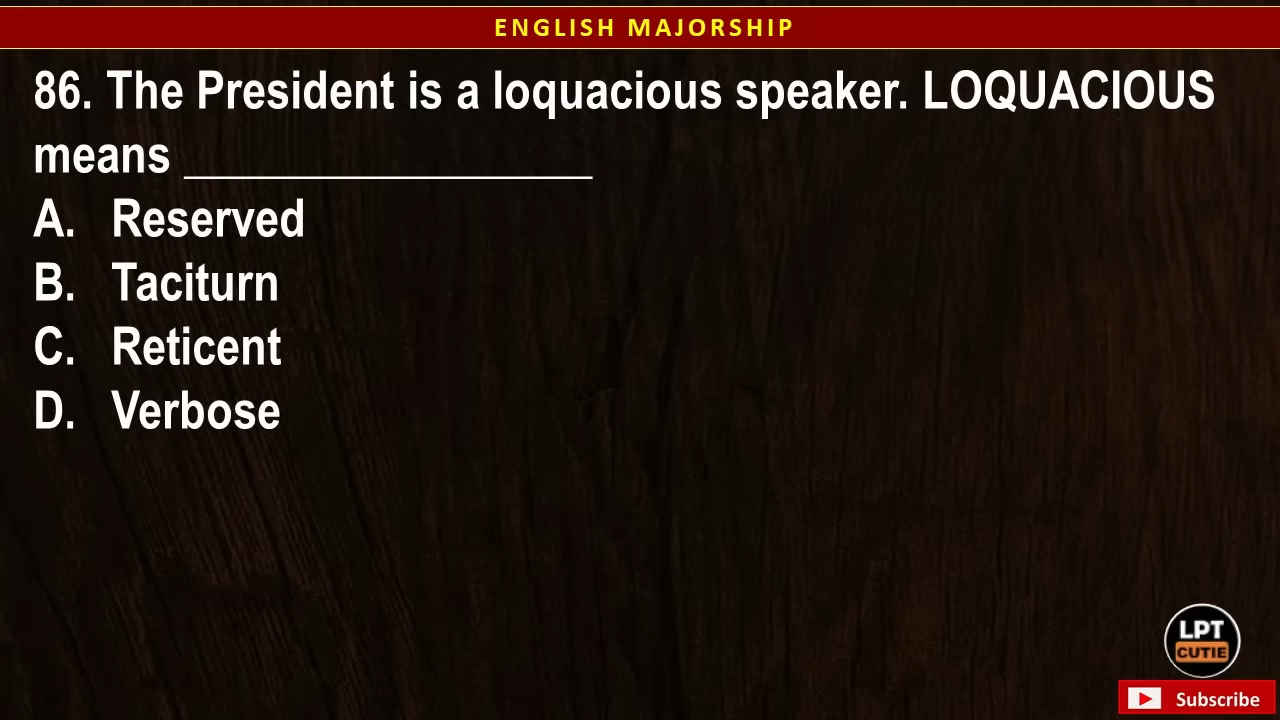 ENGLISH MAJORSHIP
86. The President is a loquacious speaker. LOQUACIOUS
means ___________________
A. Reserved
B. Taciturn
C. Reticent
D. Verbose
LPT
CUTIE
Subscribe